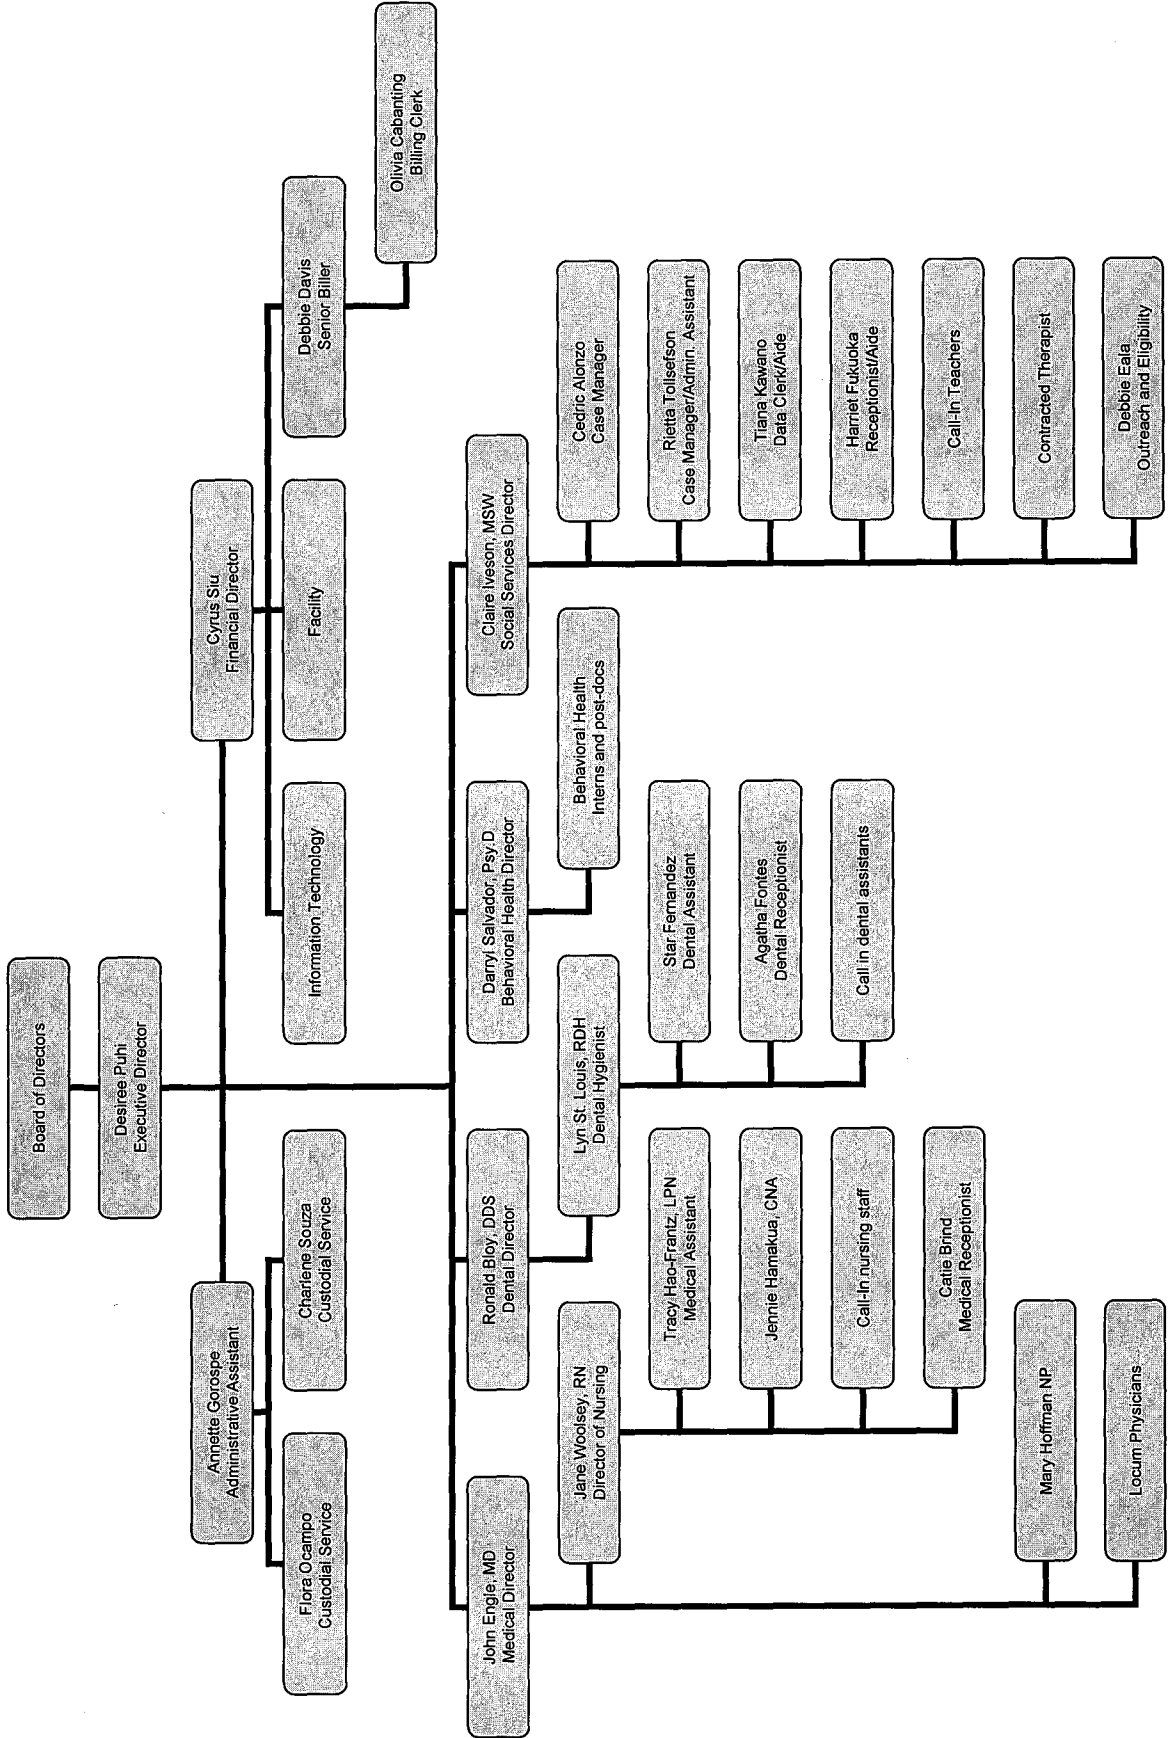 Board of Directors
Desiree Puhi
Executive Director
Annette Gorospe
Administrative Assistant
Cyrus Siu
Financial Director
Flora Ocampo
Custodial Service
Charlene Souza
Custodial Service
Information Technology
Facility
Debbie Davis
Senior Biller
Olivia Cabanting
Billing Clerk
John Engle, MD
Medical Director
Ronald Bloy, DDS
Dental Director
Darryl Salvador, Psy.D
Behavioral Health Director
Claire Iveson, MSW
Social Services Director
Jane Woolsey, RN
Director of Nursing
Lyn St. Louis, RDH
Dental Hygienist
Behavioral Health
Interns and post-docs
Cedric Alonzo
Case Manager
Tracy Hao-Frantz, LPN
Medical Assistant
Star Fernandez
Dental Assistant
Rietta Tollsefson
Case Manager/Admin. Assistant
Jennie Hamakua, CNA
Agatha Fontes
Dental Receptionist
Tiana Kawano
Data Clerk/Aide
Call-In nursing staff
Call in dental assistants
Harriet Fukuoka
Receptionist/Aide
Catie Brind
Medical Receptionist
Call-In Teachers
Mary Hoffman NP
Contracted Therapist
Locum Physicians
Debbie Eala
Outreach and Eligibility